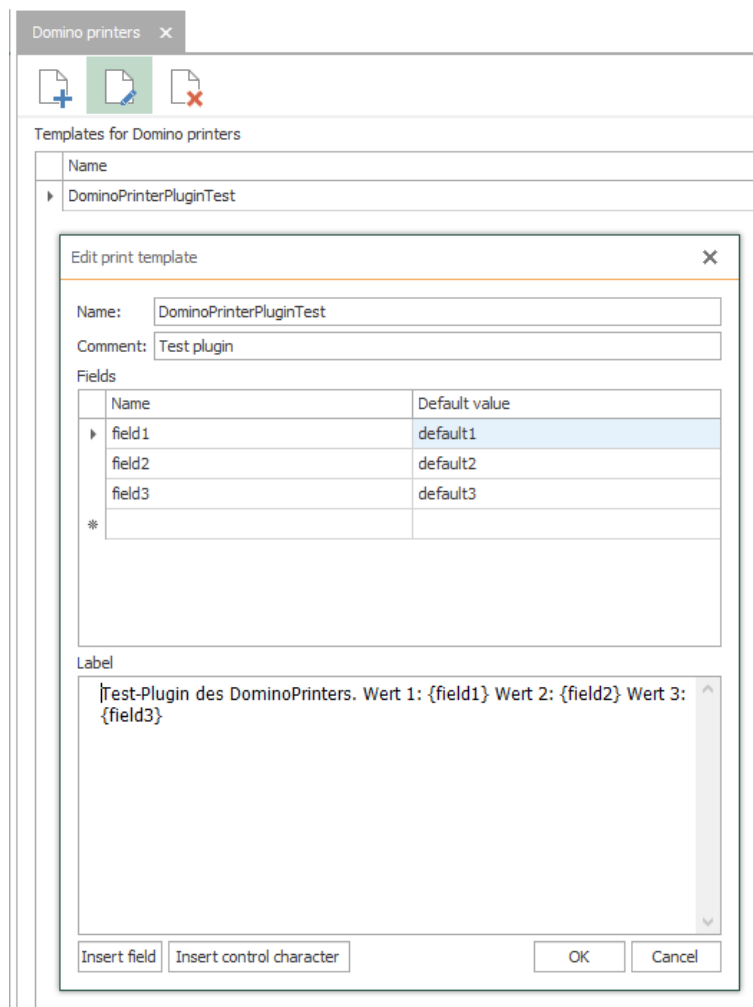 Domino printers
Templates for Domino printers
Name
DominoPrinterPluginTest
Edit print template
Name: DominoPrinterPluginTest
Comment: Test plugin
Fields
Name Default value
field1 default1
field2 default2
field3 default3
Label
Test-Plugin des DominoPrinters. Wert 1: {field1} Wert 2: {field2} Wert 3:
{field3}
Insert field Insert control character OK Cancel